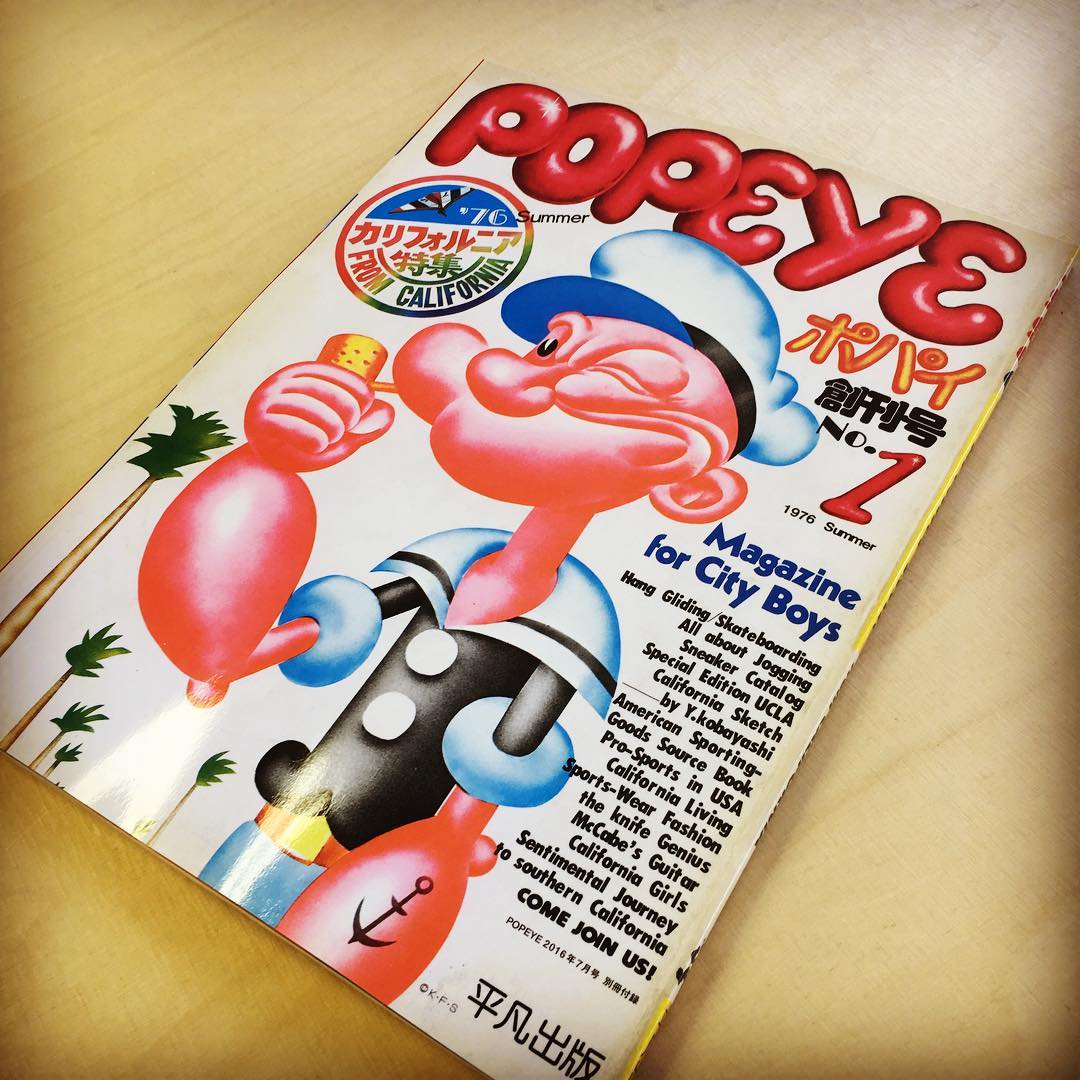 POPEYE
'76 Summer
カリフォルニア
特集
FROM CALIFORNIA
ポパイ
創刊号
No.1
1976 Summer
Magazine
for City Boys
Hang Gliding/Skateboarding
All about Jogging
Sneaker Catalog
Special Edition UCLA
California Sketch
by Y.kobayashi
American Sporting-
Goods Source Book
Pro-Sports in USA
California Living
Sports-Wear Fashion
the knife Genius
McCabe's Guitar
California Girls
Sentimental Journey
to southern California
COME JOIN US!
POPEYE 2016年7月号 別冊付録
©K・F・S
平凡出版